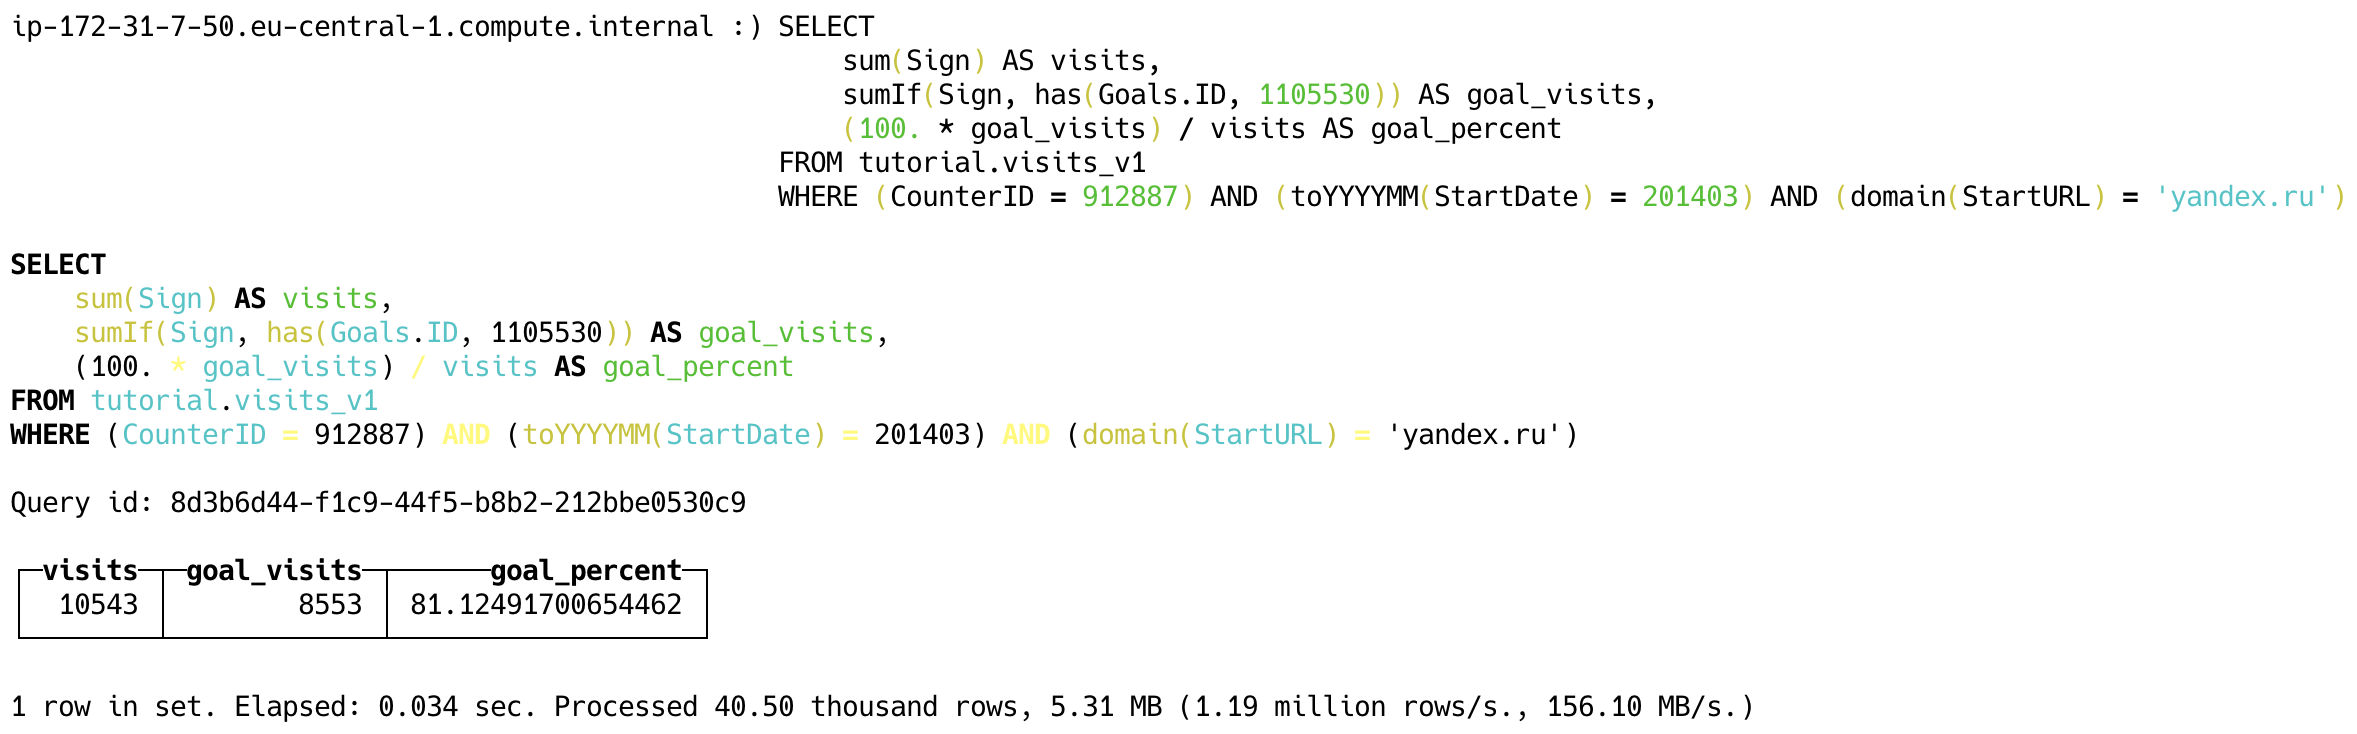 ip-172-31-7-50.eu-central-1.compute.internal :) SELECT
sum(Sign) AS visits,
sumIf(Sign, has(Goals.ID, 1105530)) AS goal_visits,
(100. * goal_visits) / visits AS goal_percent
FROM tutorial.visits_v1
WHERE (CounterID = 912887) AND (toYYYYMM(StartDate) = 201403) AND (domain(StartURL) = 'yandex.ru')
SELECT
sum(Sign) AS visits,
sumIf(Sign, has(Goals.ID, 1105530)) AS goal_visits,
(100. * goal_visits) / visits AS goal_percent
FROM tutorial.visits_v1
WHERE (CounterID = 912887) AND (toYYYYMM(StartDate) = 201403) AND (domain(StartURL) = 'yandex.ru')
Query id: 8d3b6d44-f1c9-44f5-b8b2-212bbe0530c9
visits goal_visits goal_percent
10543 8553 81.12491700654462
1 row in set. Elapsed: 0.034 sec. Processed 40.50 thousand rows, 5.31 MB (1.19 million rows/s., 156.10 MB/s.)